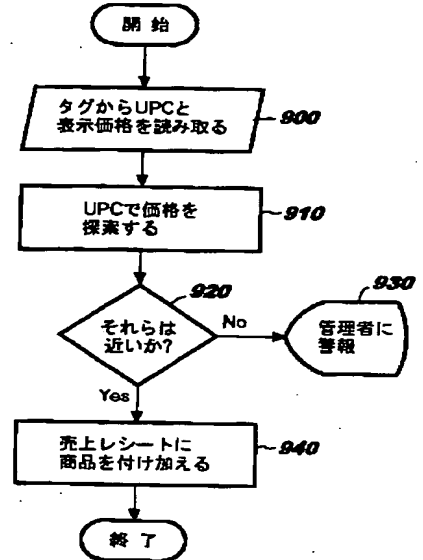 開 始
タグからUPCと
表示価格を読み取る
900
UPCで価格を
探索する
910
920
それらは
近いか?
No
930
管理者に
警報
Yes
売上レシートに
商品を付け加える
940
終 了